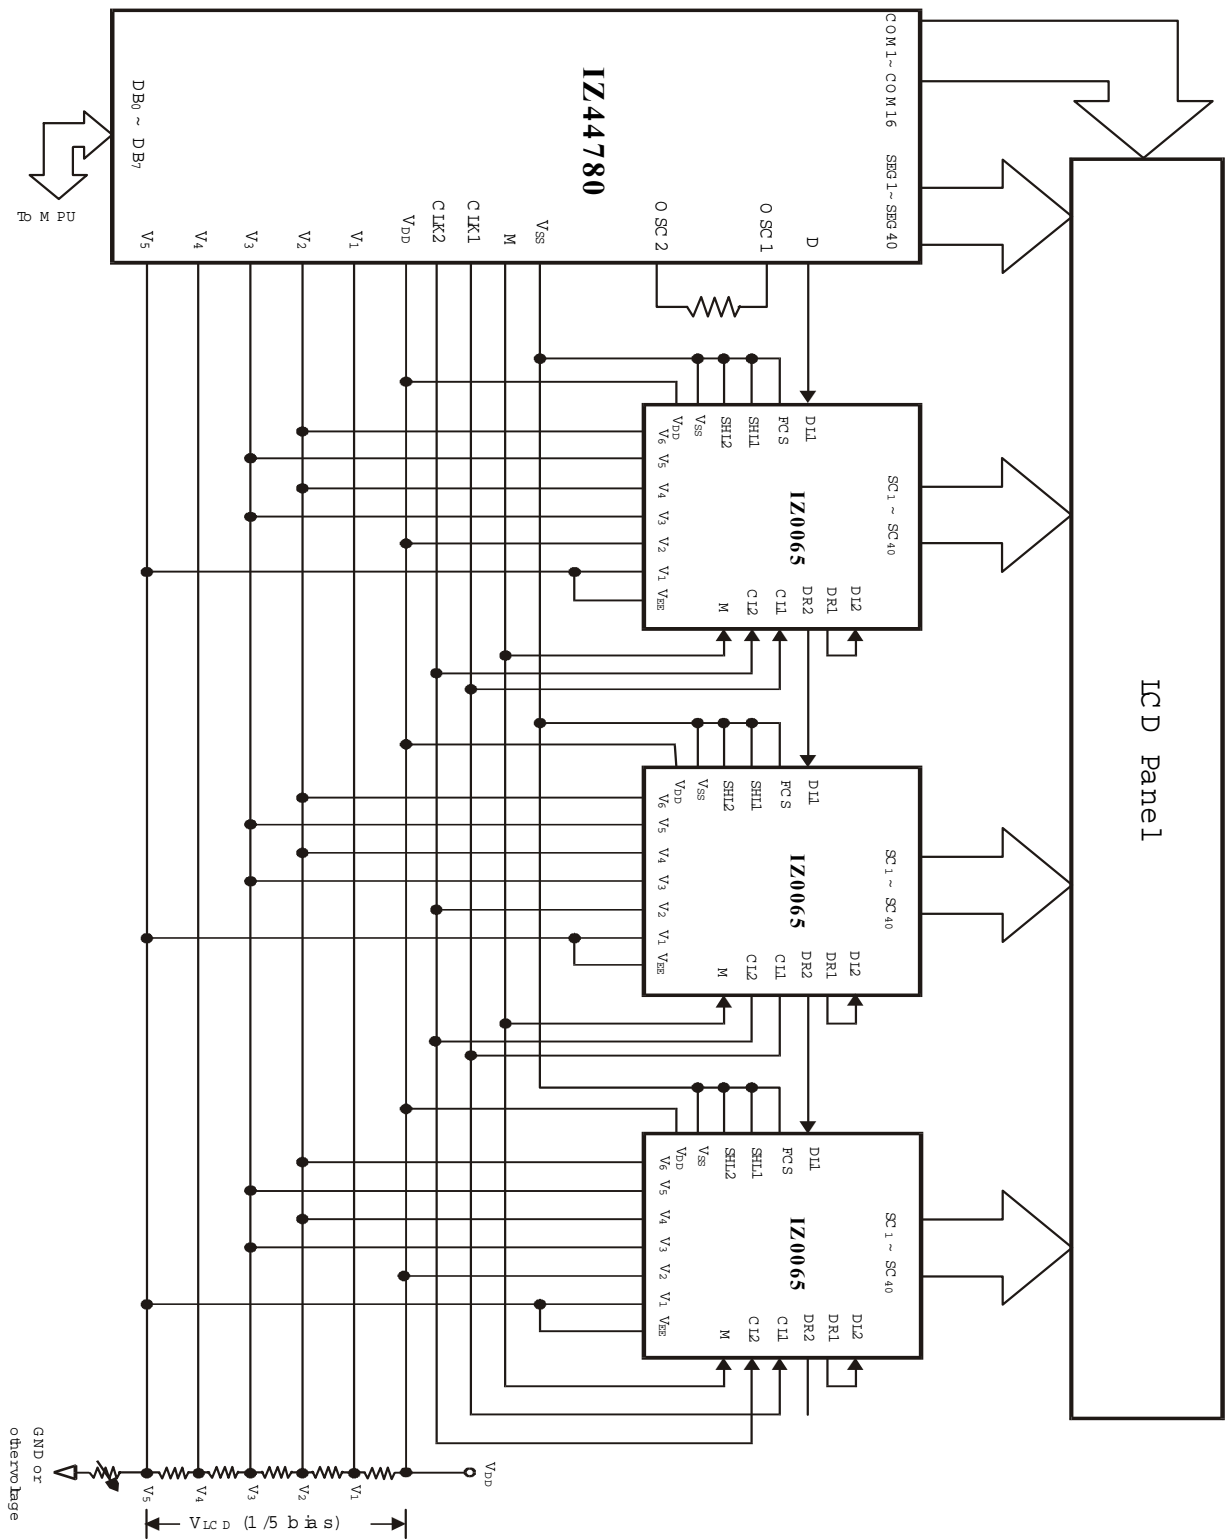 IZ44780
COM1~COM16
SEG1~SEG40
DB0 ~ DB7
To MPU
V5
V4
V3
V2
V1
VDD
CLK2
CLK1
M
VSS
OSC2
OSC1
D
VDD
VSS
SHL2
SHL1
FCS
DL1
V6
V5
V4
V3
V2
V1
VEE
IZ0065
SC1 ~ SC40
M
CL2
CL1
DR2
DR1
DL2
VDD
VSS
SHL2
SHL1
FCS
DL1
V6
V5
V4
V3
V2
V1
VEE
IZ0065
SC1 ~ SC40
M
CL2
CL1
DR2
DR1
DL2
VDD
VSS
SHL2
SHL1
FCS
DL1
V6
V5
V4
V3
V2
V1
VEE
IZ0065
SC1 ~ SC40
M
CL2
CL1
DR2
DR1
DL2
LCD Panel
GND or
other voltage
V5
V4
V3
V2
V1
VDD
VLCD (1/5 bias)